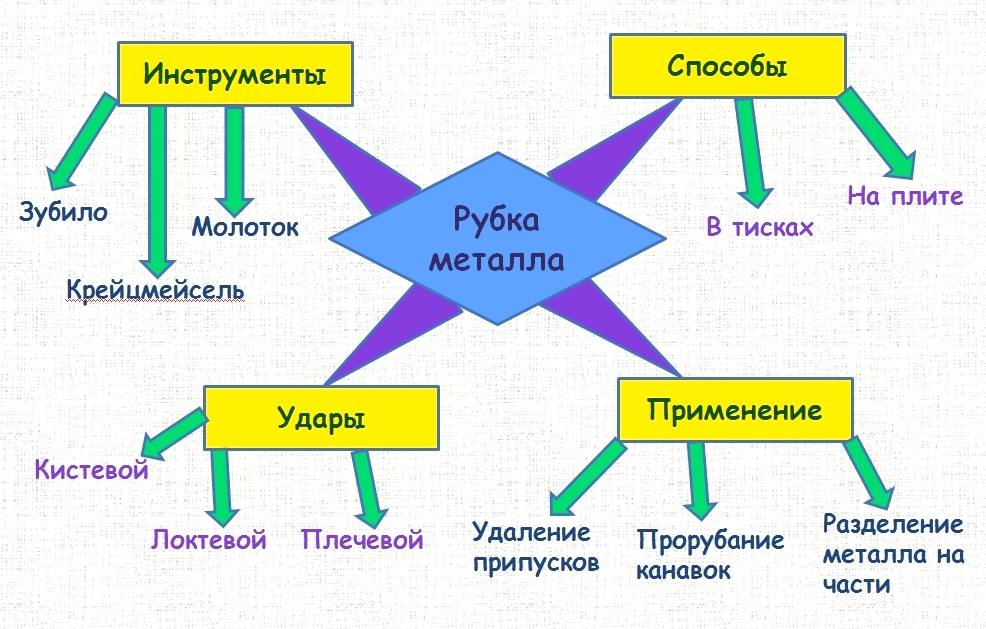 Инструменты
Способы
Зубило
Молоток
Крейцмейсель
Рубка
металла
В тисках
На плите
Удары
Применение
Кистевой
Локтевой
Плечевой
Удаление
припусков
Прорубание
канавок
Разделение
металла на
части